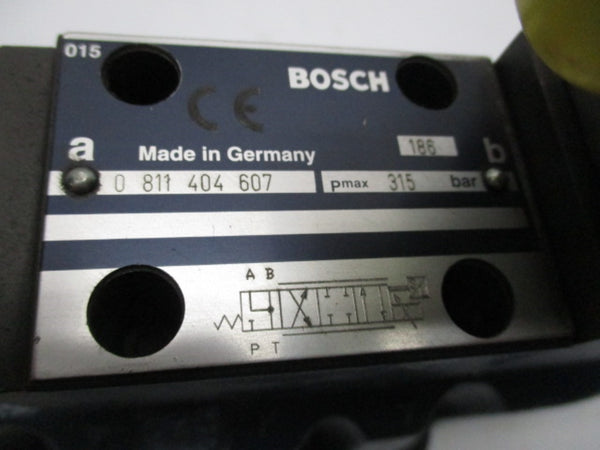 015
BOSCH
CE
a
Made in Germany
186
b
0 811 404 607
pmax 315 bar
A B
P T